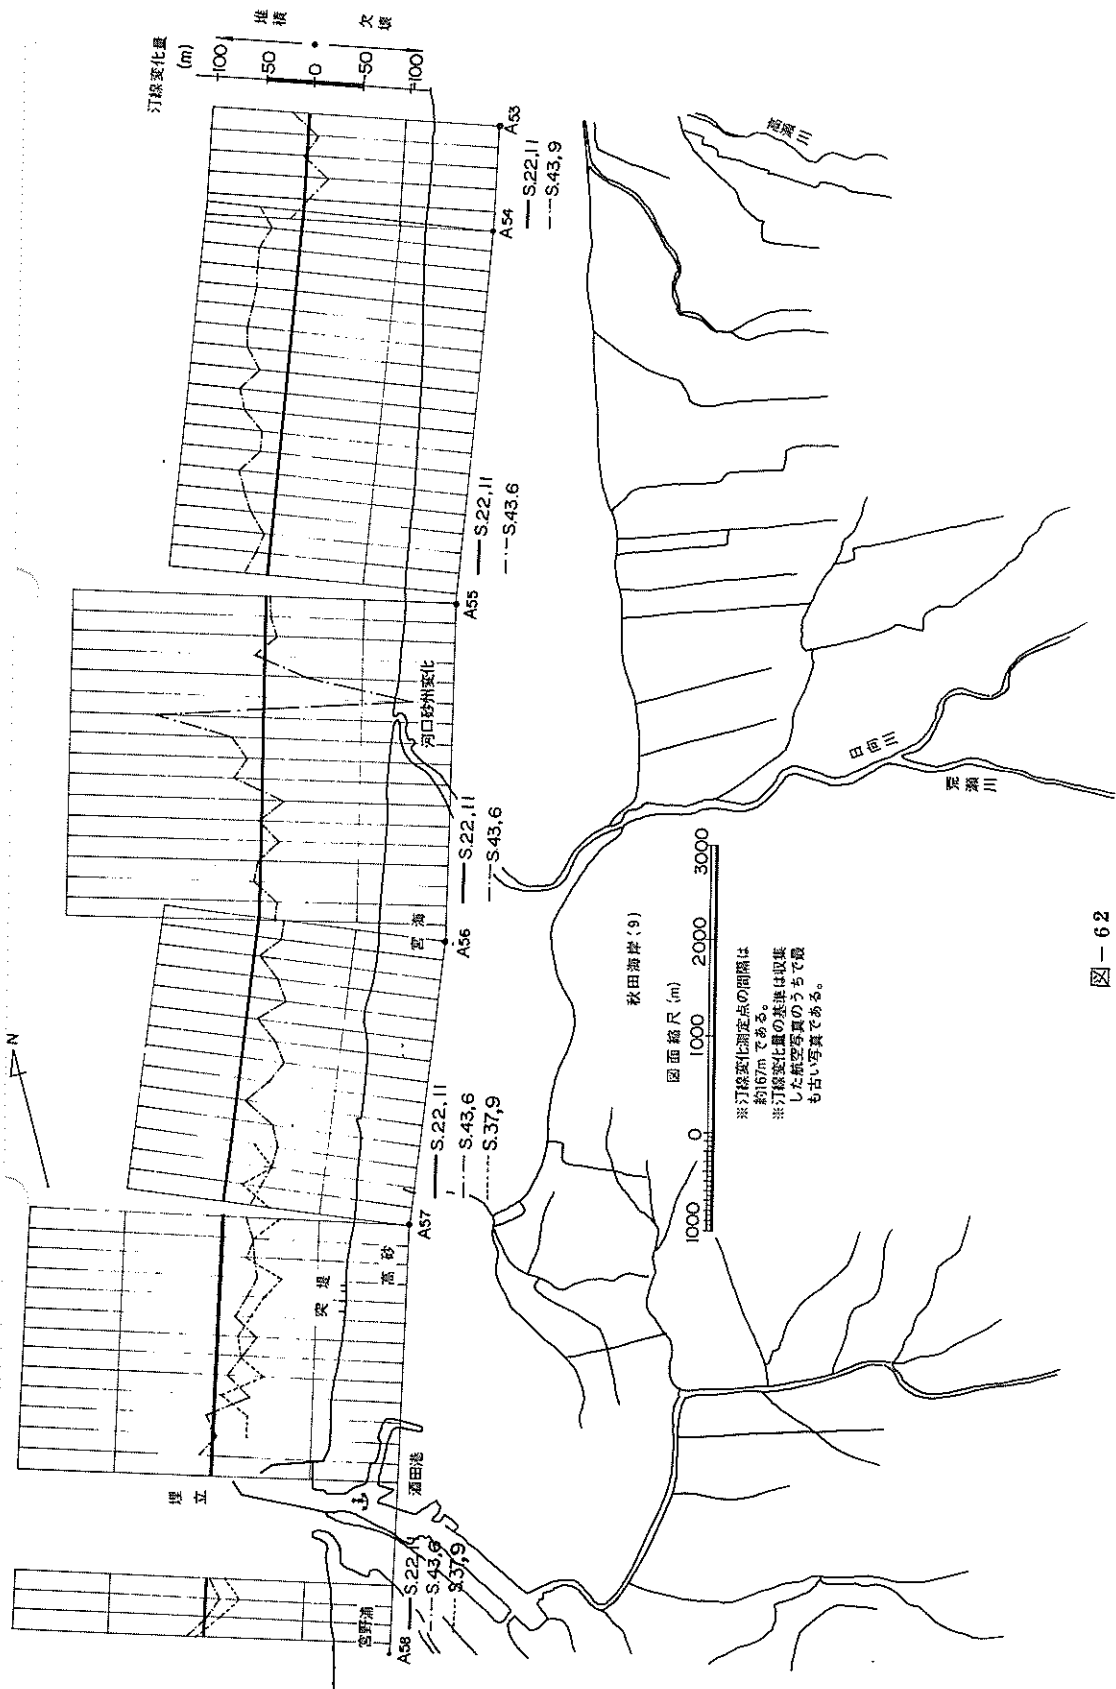 汀線変化量
(m)
100
50
0
50
100
堆積
欠壊
N
A53
S.22,11
S.43,9
A54
S.22,11
S.43.6
A55
河口砂州変化
S.22,11
S.43,6
宮海
A56
S.22,11
S.43,6
S.37,9
A57
高砂
突堤
埋立
酒田港
S.22,11
S.43,6
S.37,9
宮野浦
A58
高瀬川
日向川
荒瀬川
秋田海岸(9)
図面縮尺(m)
1000 0 1000 2000 3000
※汀線変化測定点の間隔は
約167mである。
※汀線変化量の基準は収集
した航空写真のうちで最
も古い写真である。
図-62